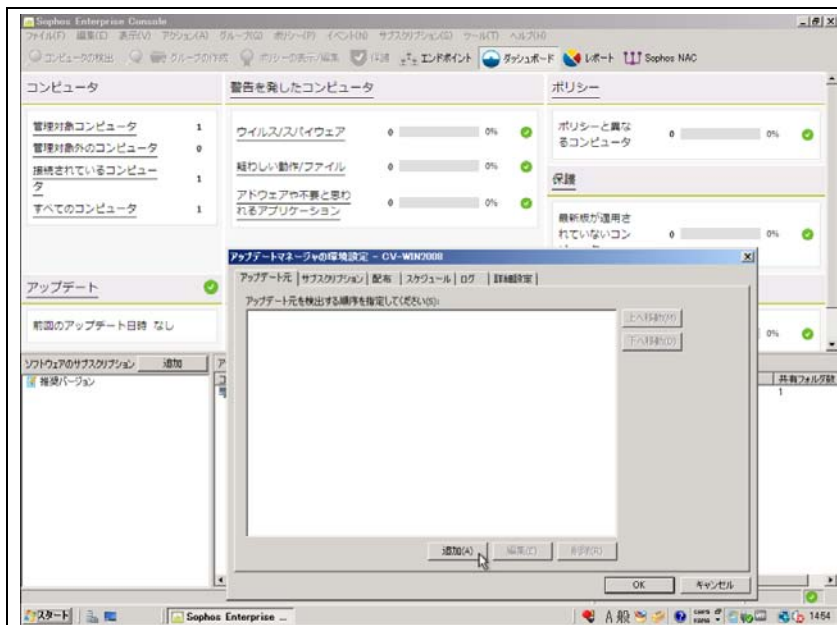 Sophos Enterprise Console
ファイル(F) 編集(E) 表示(V) アクション(A) グループ(G) ポリシー(P) イベント(N) サブスクリプション(S) ツール(T) ヘルプ(H)
コンピュータの検出 グループの作成 ポリシーの表示/編集 保護 エンドポイント ダッシュボード レポート Sophos NAC
コンピュータ
管理対象コンピュータ 1
管理対象外のコンピュータ 0
接続されているコンピュータ 1
すべてのコンピュータ 1
警告を発したコンピュータ
ウイルス/スパイウェア 0 0%
疑わしい動作/ファイル 0 0%
アドウェアや不要と思われるアプリケーション 0 0%
ポリシー
ポリシーと異なるコンピュータ 0 0%
保護
最新版が適用されていないコン 0 0%
0%
アップデート
前回のアップデート日時 なし
ソフトウェアのサブスクリプション 追加
推奨バージョン
共有フォルダ数
1
アップデートマネージャの環境設定 - CV-WIN2008
アップデート元 サブスクリプション 配布 スケジュール ログ 詳細設定
アップデート元を検出する順序を指定してください(S):
上へ移動(M)
下へ移動(D)
追加(A) 編集(E) 削除(R)
OK キャンセル
スタート Sophos Enterprise ... A 般 14:54